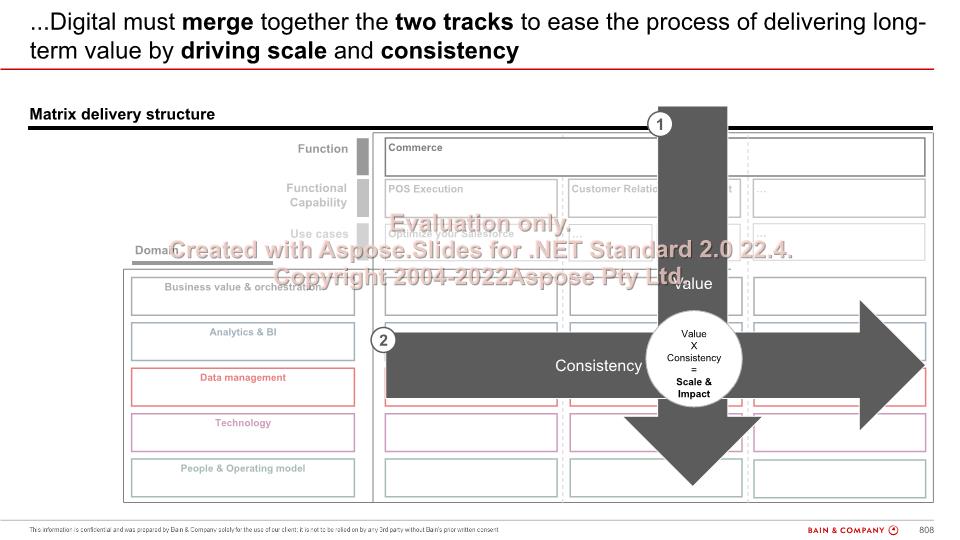 ...Digital must merge together the two tracks to ease the process of delivering long-
term value by driving scale and consistency
Matrix delivery structure
1
Function
Commerce
Functional
Capability
POS Execution
Customer Relatio
t
...
Use cases
Optimize your Salesforce
...
...
Domain
Evaluation only.
Created with Aspose.Slides for .NET Standard 2.0 22.4.
Copyright 2004-2022Aspose Pty Ltd.
Value
Business value & orchestration
Analytics & BI
2
Data management
Consistency
Value
X
Consistency
=
Scale &
Impact
Technology
People & Operating model
This information is confidential and was prepared by Bain & Company solely for the use of our client; it is not to be relied on by any 3rd party without Bain's prior written consent
BAIN & COMPANY
808